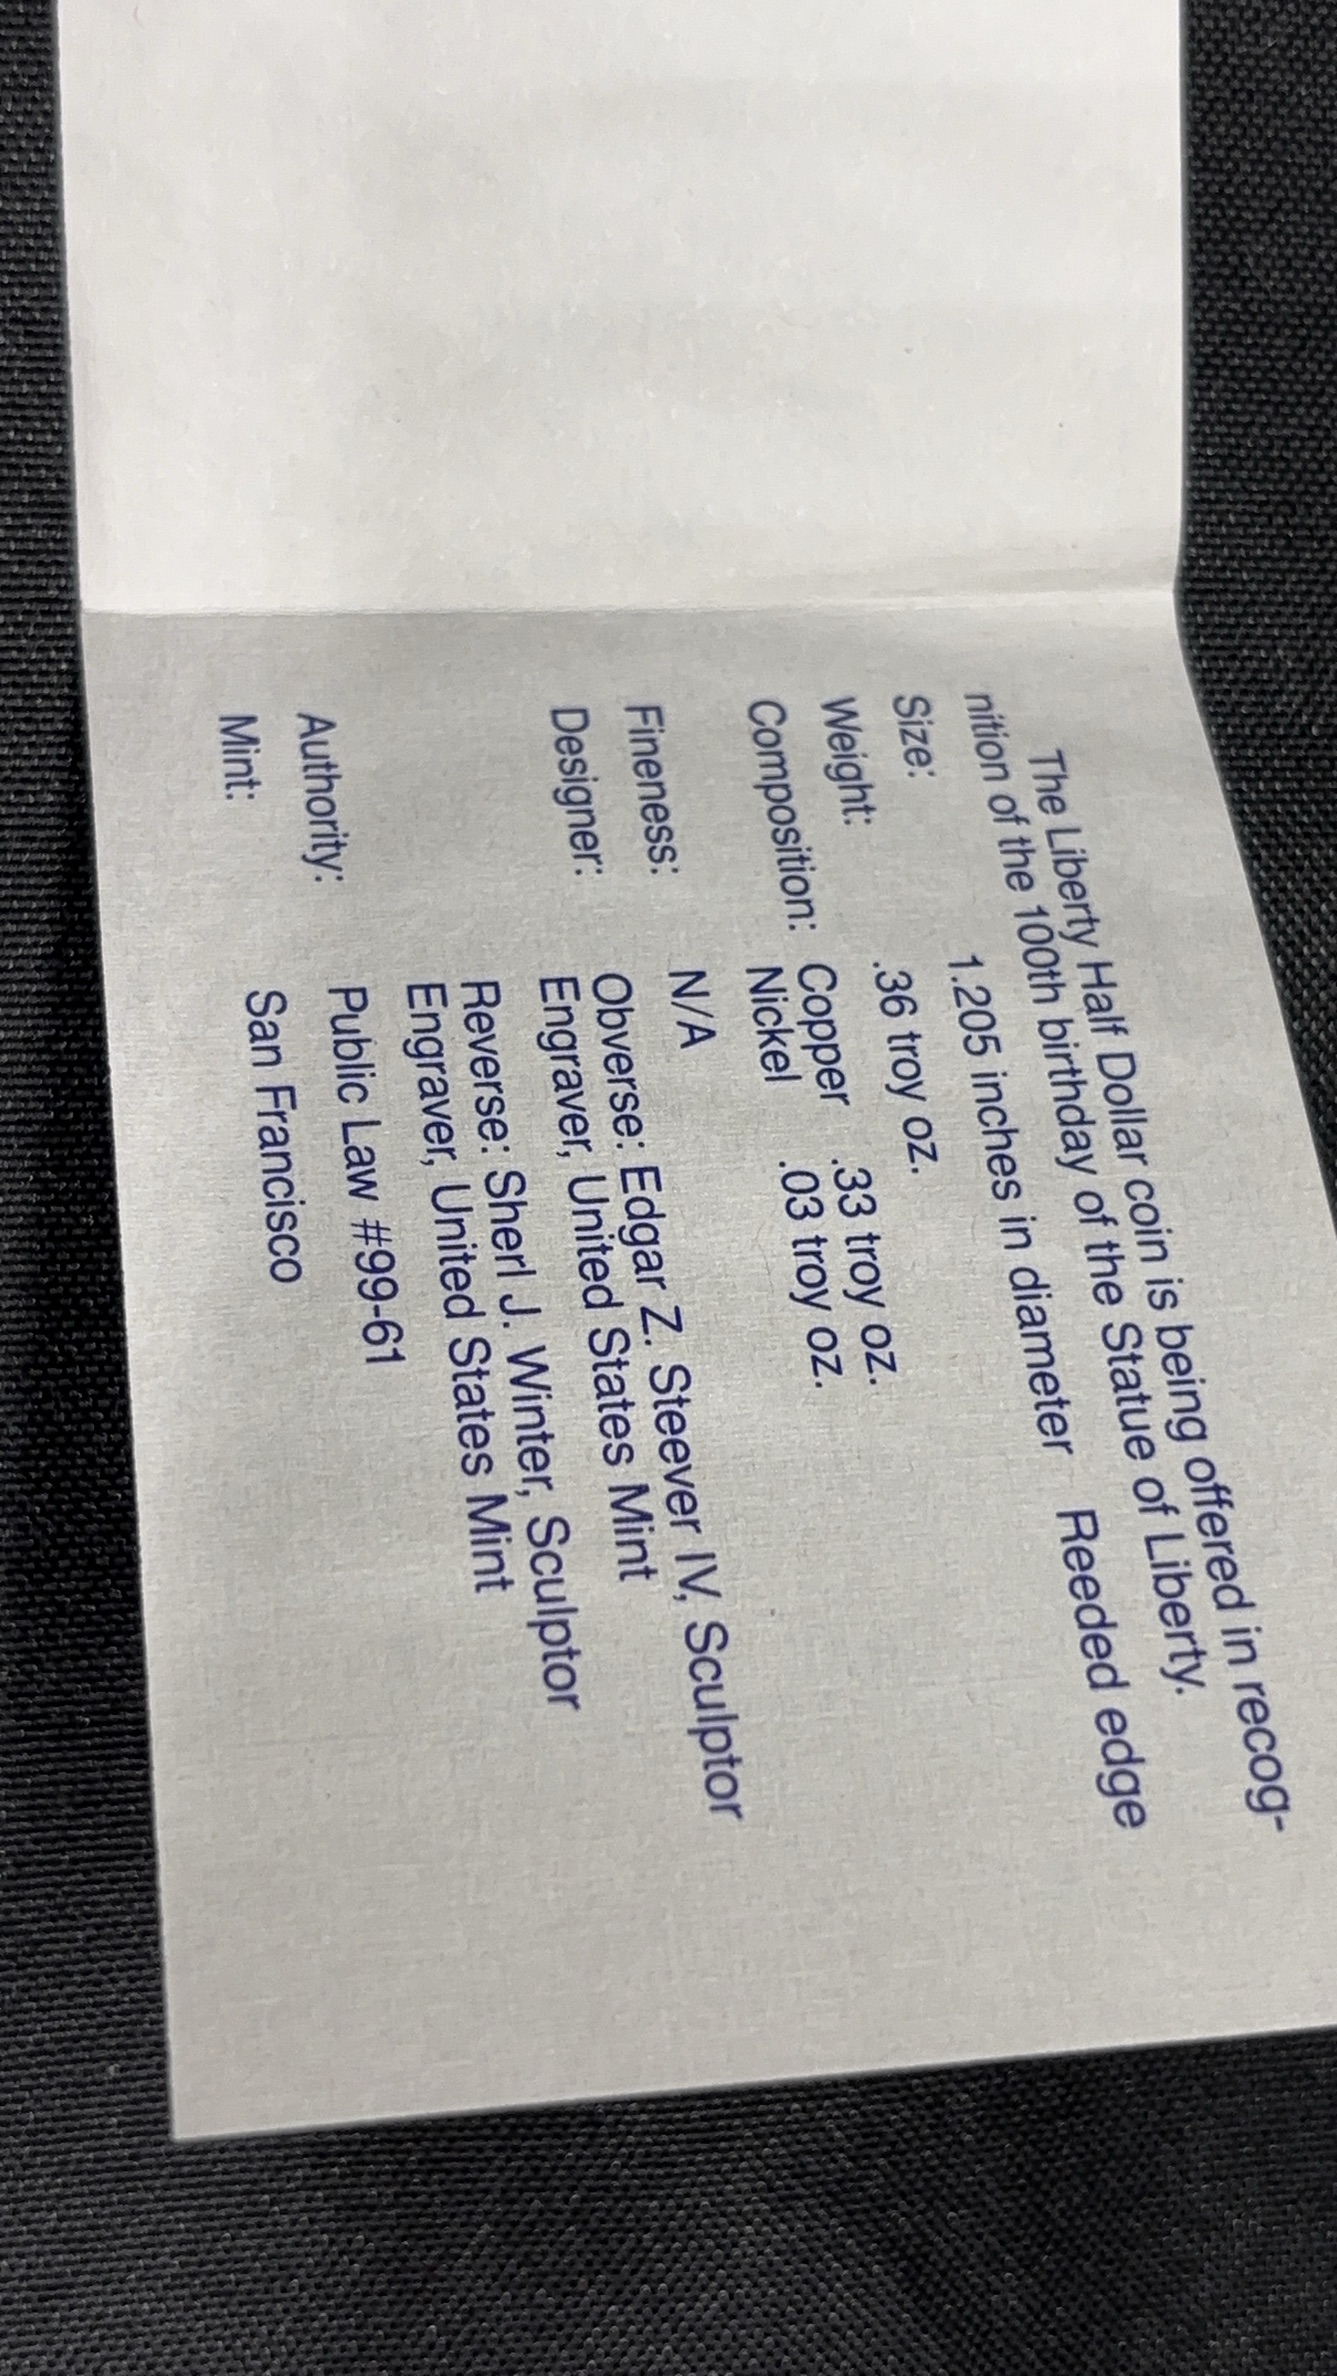 The Liberty Half Dollar coin is being offered in recog-
nition of the 100th birthday of the Statue of Liberty.
Size: 1.205 inches in diameter Reeded edge
Weight: .36 troy oz.
Composition: Copper .33 troy oz.
Nickel .03 troy oz.
Fineness: N/A
Designer: Obverse: Edgar Z. Steever IV, Sculptor
Engraver, United States Mint
Reverse: Sherl J. Winter, Sculptor
Engraver, United States Mint
Authority: Public Law #99-61
Mint: San Francisco